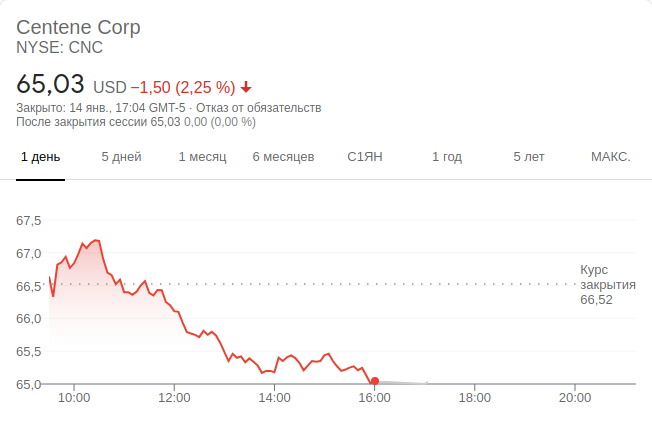 Centene Corp
NYSE: CNC
65,03 USD −1,50 (2,25 %)
Закрыто: 14 янв., 17:04 GMT-5 · Отказ от обязательств
После закрытия сессии 65,03 0,00 (0,00 %)
1 день 5 дней 1 месяц 6 месяцев С1ЯН 1 год 5 лет МАКС.
67,5
67,0
Курс
закрытия
66,52
66,5
66,0
65,5
65,0
10:00 12:00 14:00 16:00 18:00 20:00